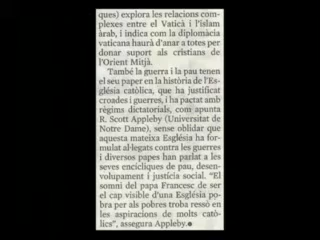 ques) explora les relacions com-
plexes entre el Vaticà i l'islam
àrab, i indica com la diplomàcia
vaticana haurà d'anar a totes per
donar suport als cristians de
l'Orient Mitjà.
També la guerra i la pau tenen
el seu paper en la història de l'Es-
glésia catòlica, que ha justificat
croades i guerres, i ha pactat amb
règims dictatorials, com apunta
R. Scott Appleby (Universitat de
Notre Dame), sense oblidar que
aquesta mateixa Església ha for-
mulat al·legats contra les guerres
i diversos papes han parlat a les
seves encícliques de pau, desen-
volupament i justícia social. "El
somni del papa Francesc de ser
el cap visible d'una Església po-
bra per als pobres troba ressò en
les aspiracions de molts catò-
lics", assegura Appleby.●